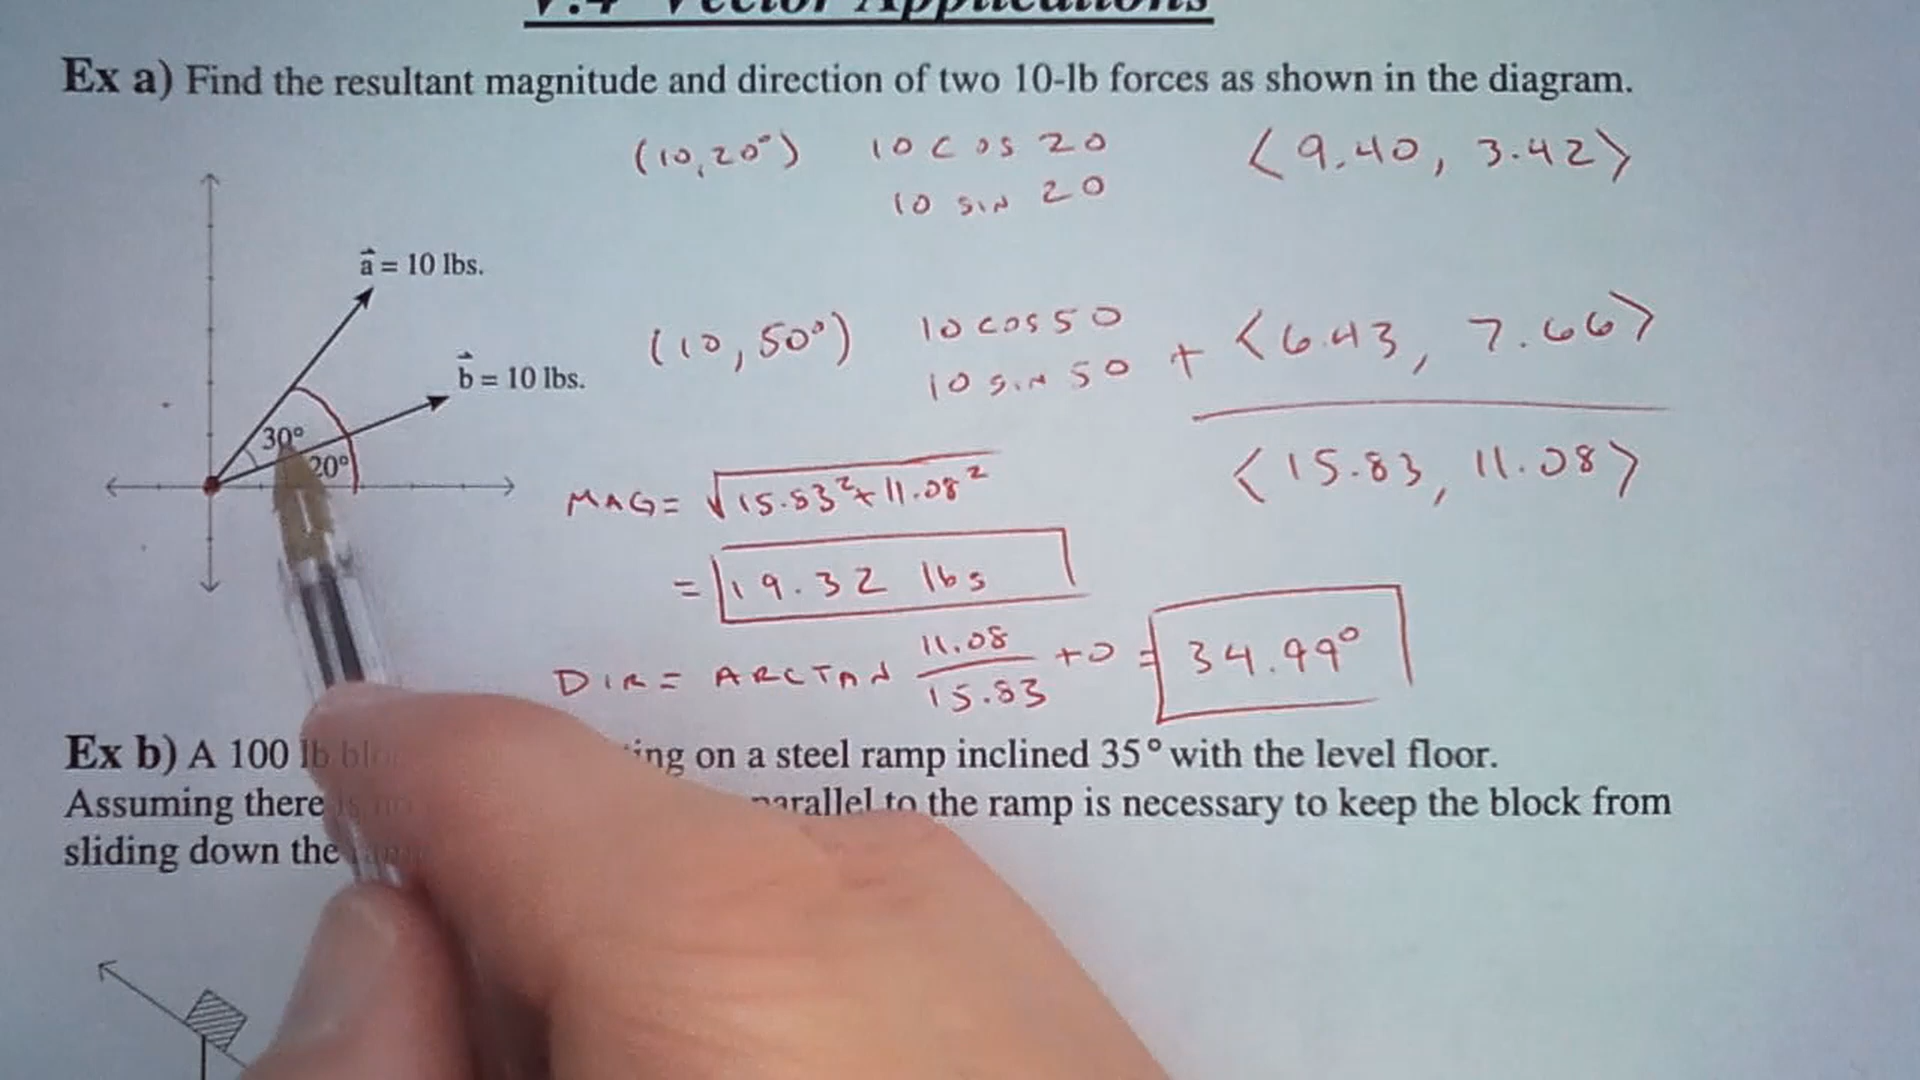 V.4 Vector Applications
Ex a) Find the resultant magnitude and direction of two 10-lb forces as shown in the diagram.
(10,20°) 10 COS 20 ⟨9.40, 3.42⟩
10 SIN 20
a⃗ = 10 lbs.
(10,50°) 10 COS 50 + ⟨6.43, 7.66⟩
10 SIN 50
b⃗ = 10 lbs.
30°
20°
⟨15.83, 11.08⟩
MAG = √15.83² + 11.08²
= 19.32 lbs
DIR = ARCTAN 11.08/15.83 + 0 = 34.99°
Ex b) A 100 lb ing on a steel ramp inclined 35° with the level floor.
Assuming there parallel to the ramp is necessary to keep the block from
sliding down the